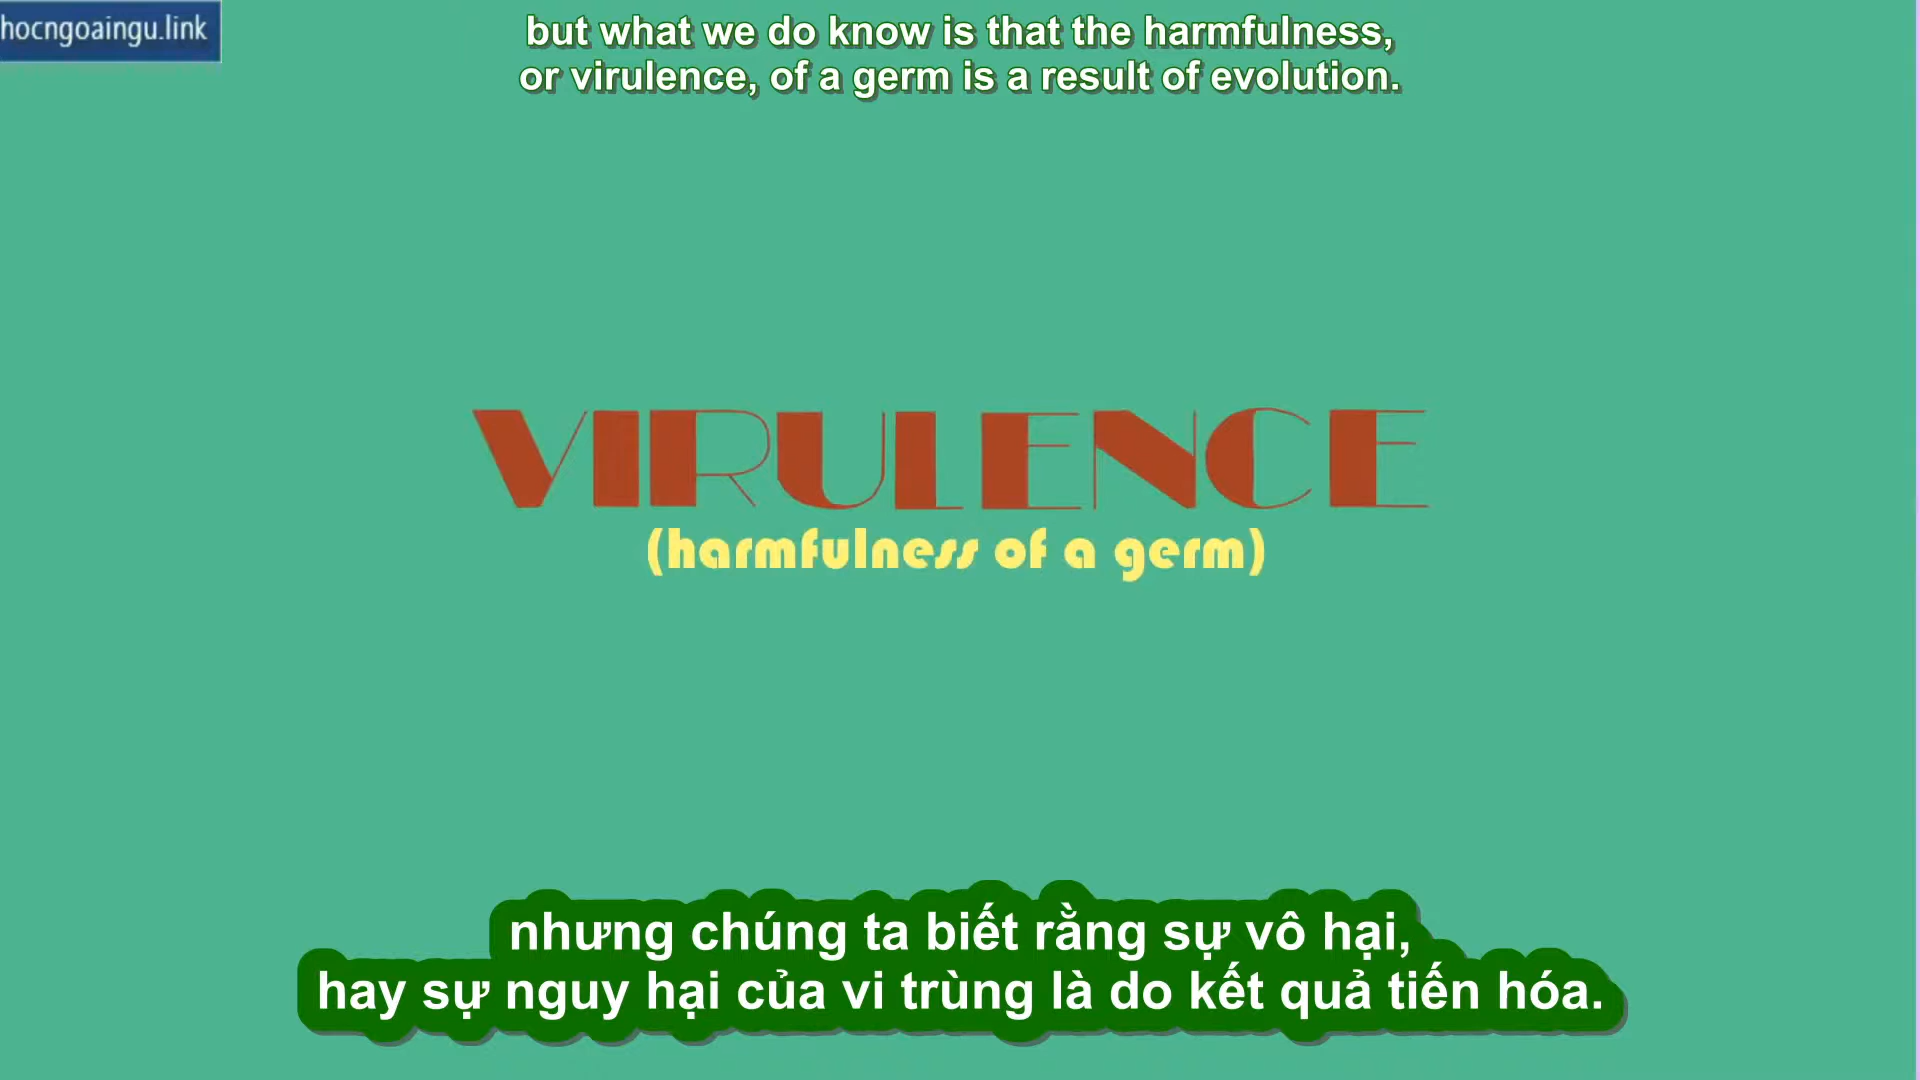 hocngoaingu.link
but what we do know is that the harmfulness,
or virulence, of a germ is a result of evolution.
VIRULENCE
(harmfulness of a germ)
nhưng chúng ta biết rằng sự vô hại,
hay sự nguy hại của vi trùng là do kết quả tiến hóa.